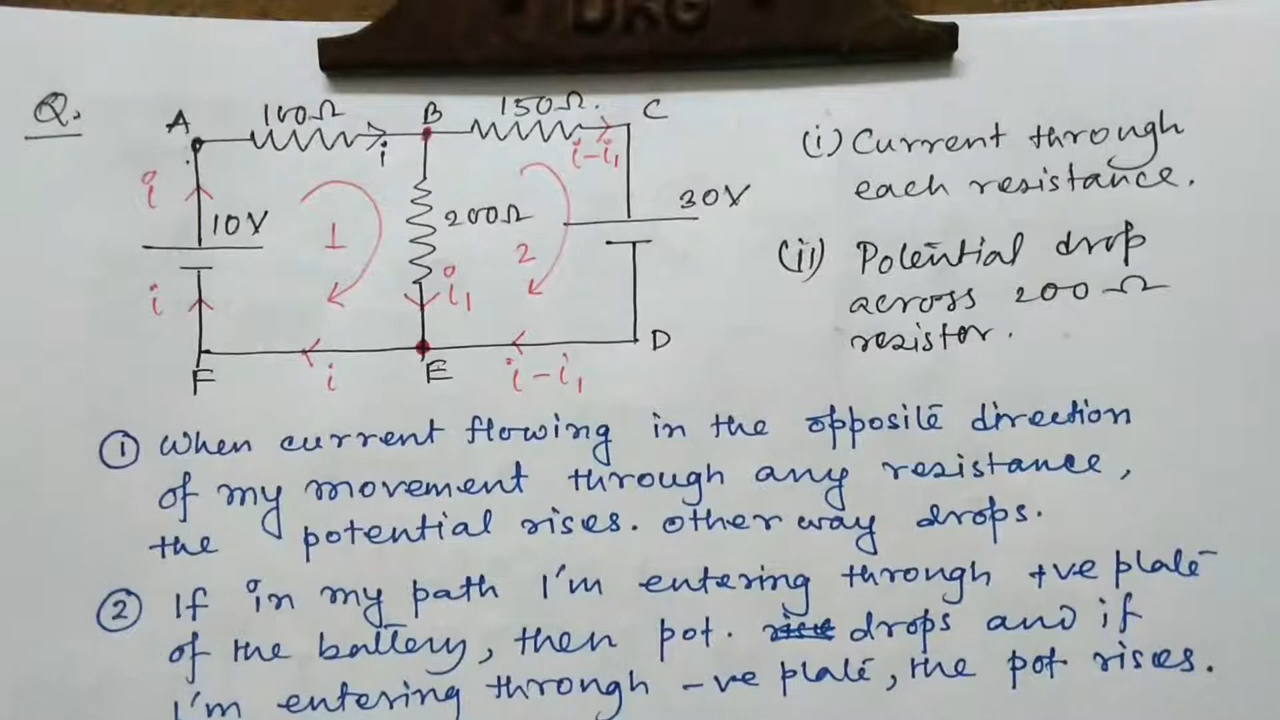 DRG
Q.
A
100Ω
B
150Ω.
C
i
i-i₁
i
10V
1
200Ω
2
30V
i
i₁
F
i
E
i-i₁
D
(i) Current through
each resistance.
(ii) Potential drop
across 200Ω
resistor.
① When current flowing in the opposite direction
of my movement through any resistance,
the potential rises. Other way drops.
② If in my path I'm entering through +ve plate
of the battery, then pot. drops and if
I'm entering through -ve plate, the pot rises.